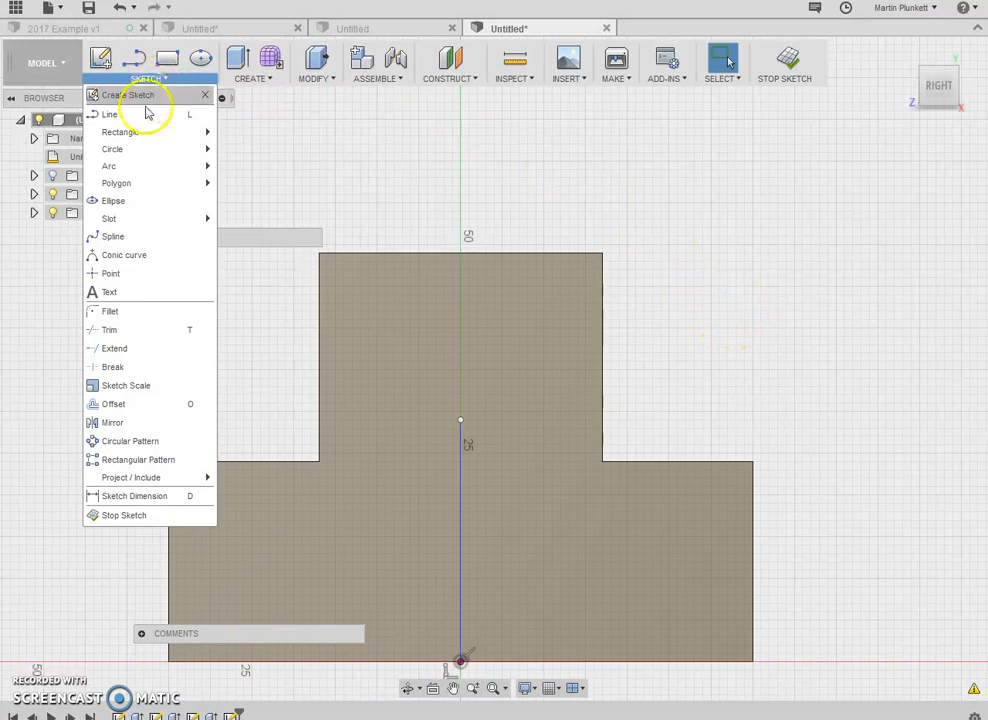 Martin Plunkett
2017 Example v1
Untitled*
Untitled
Untitled*
MODEL
SKETCH
CREATE
MODIFY
ASSEMBLE
CONSTRUCT
INSPECT
INSERT
MAKE
ADD-INS
SELECT
STOP SKETCH
BROWSER
Create Sketch
Line L
Rectangle
Circle
Arc
Polygon
Ellipse
Slot
Spline
Conic curve
Point
A Text
Fillet
Trim T
Extend
Break
Sketch Scale
Offset O
Mirror
Circular Pattern
Rectangular Pattern
Project / Include
Sketch Dimension D
Stop Sketch
(U
Na
Uni
RIGHT
Y
Z
X
50
25
COMMENTS
50
25
RECORDED WITH
SCREENCAST MATIC